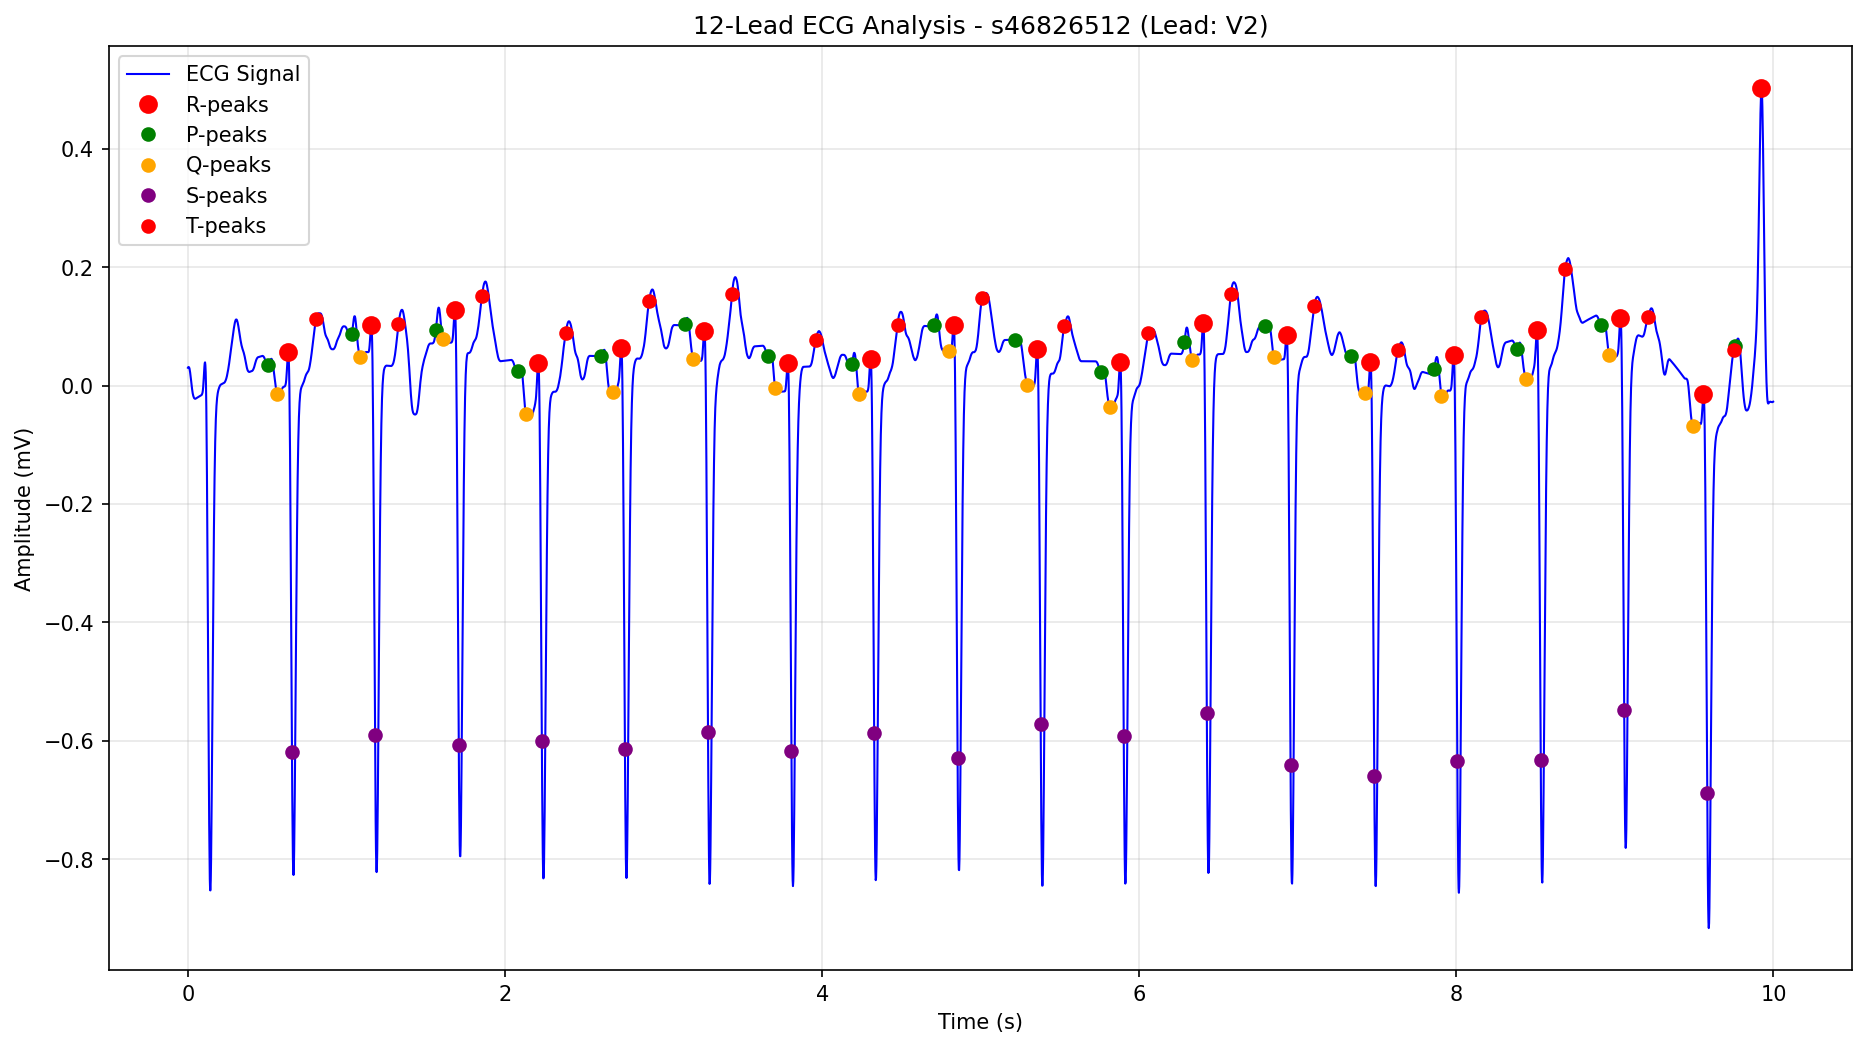 12-Lead ECG Analysis - s46826512 (Lead: V2)
ECG Signal
R-peaks
P-peaks
Q-peaks
S-peaks
T-peaks
0.4
0.2
0.0
−0.2
−0.4
−0.6
−0.8
Amplitude (mV)
0 2 4 6 8 10
Time (s)